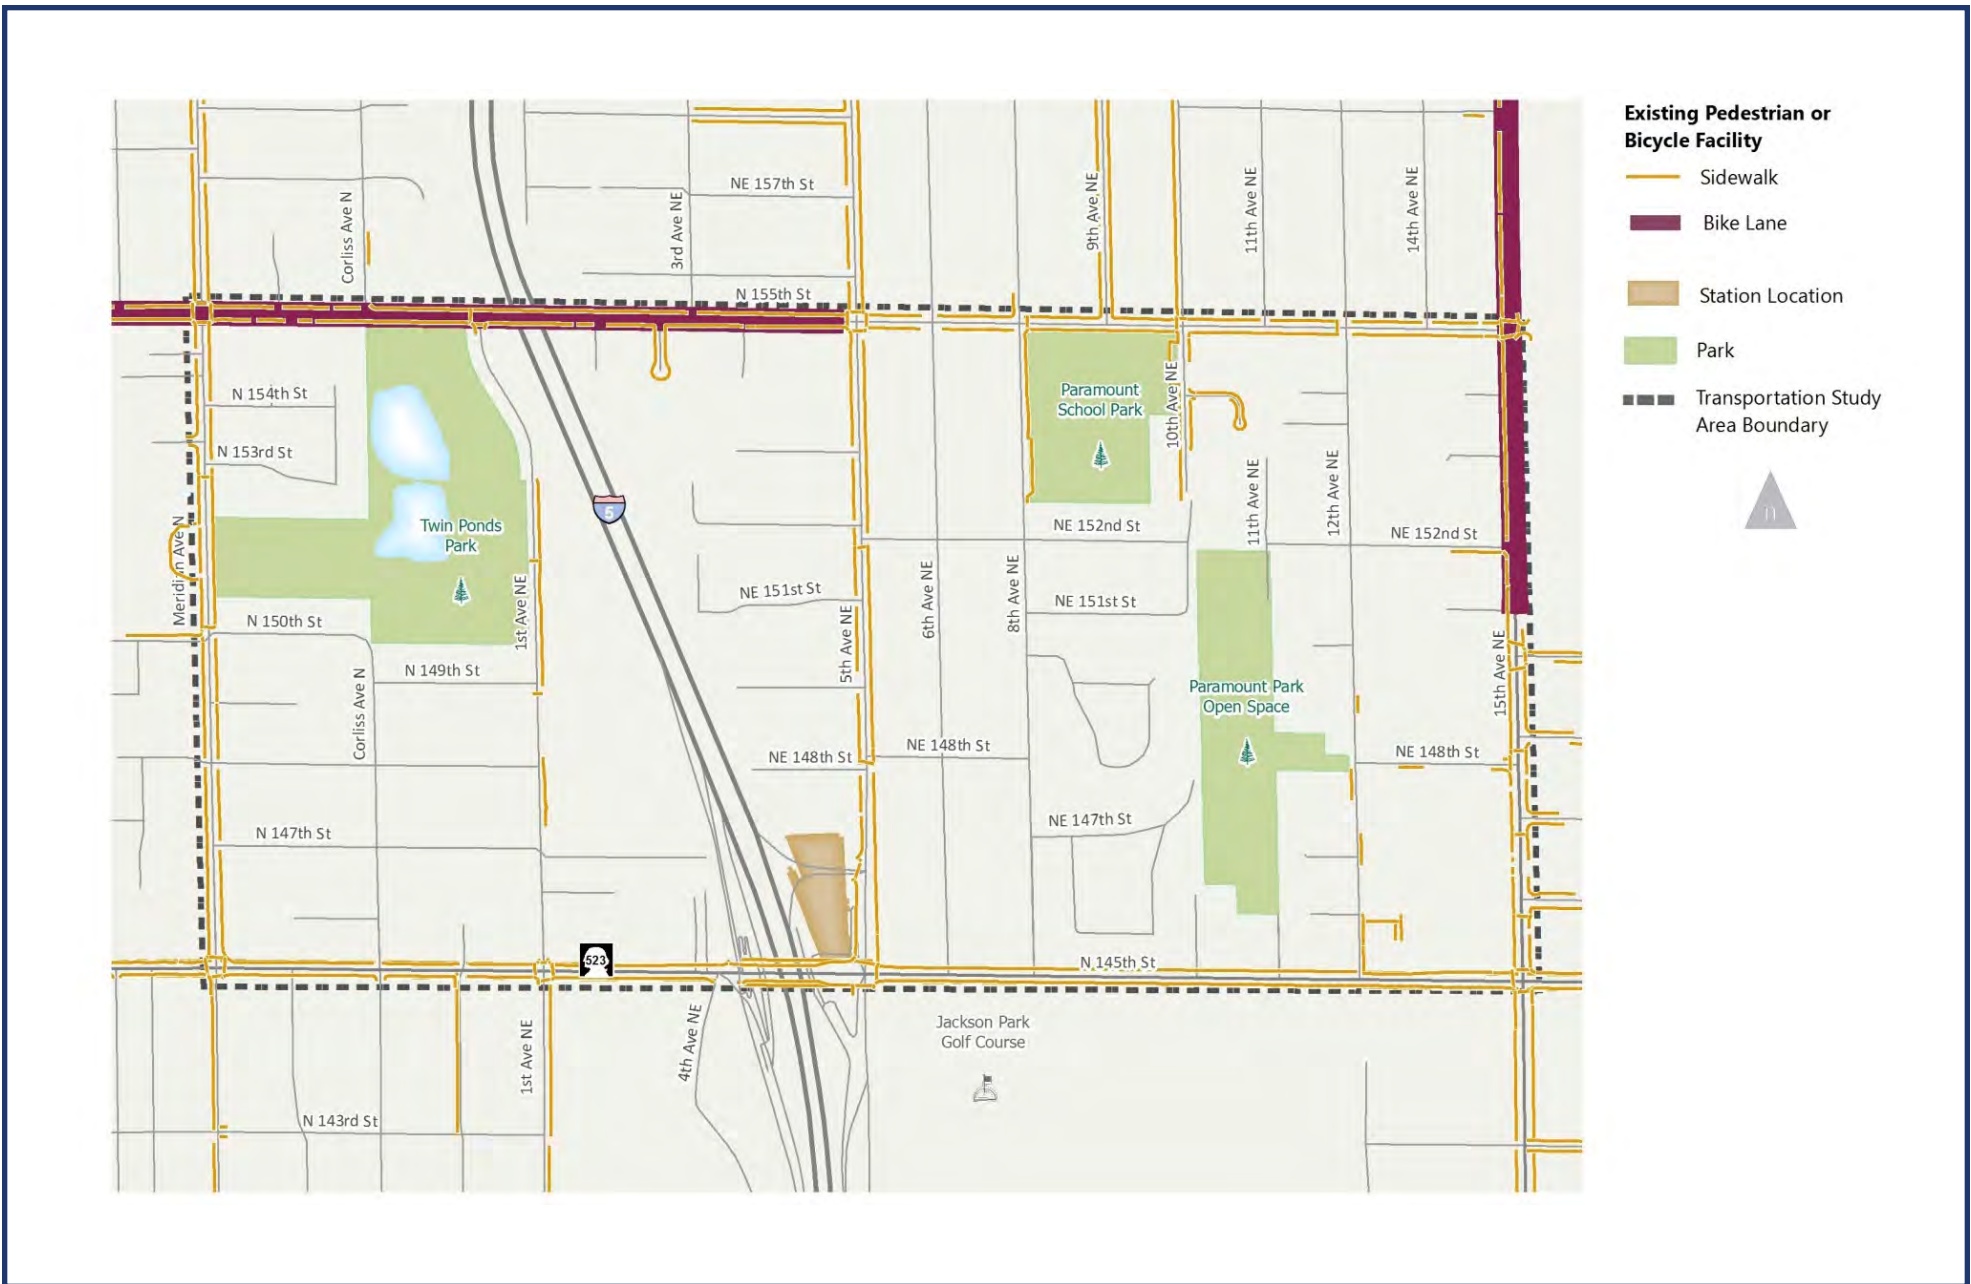 Existing Pedestrian or
Bicycle Facility
Sidewalk
Bike Lane
Station Location
Park
Transportation Study
Area Boundary
n
NE 157th St
Corliss Ave N
3rd Ave NE
9th Ave NE
11th Ave NE
14th Ave NE
N 155th St
N 154th St
N 153rd St
Paramount
School Park
10th Ave NE
5
Twin Ponds
Park
Meridian Ave N
11th Ave NE
12th Ave NE
NE 152nd St
NE 152nd St
N 150th St
1st Ave NE
NE 151st St
NE 151st St
5th Ave NE
6th Ave NE
8th Ave NE
N 149th St
Corliss Ave N
Paramount Park
Open Space
15th Ave NE
NE 148th St
NE 148th St
NE 148th St
N 147th St
NE 147th St
523
N 145th St
1st Ave NE
4th Ave NE
Jackson Park
Golf Course
N 143rd St